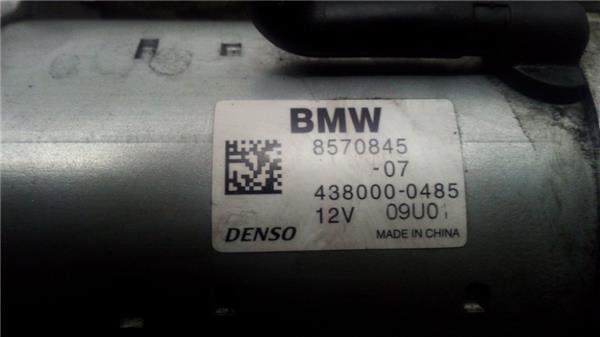 BMW
8570845
-07
438000-0485
12V 09U01
DENSO MADE IN CHINA